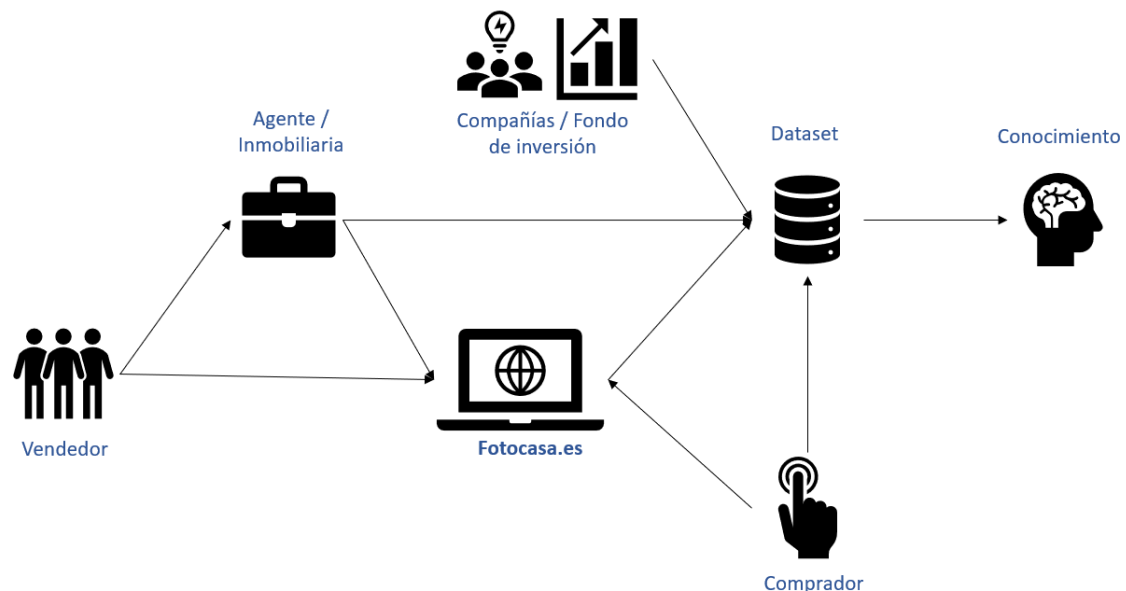 Agente /
Inmobiliaria
Compañías / Fondo
de inversión
Dataset
Conocimiento
Vendedor
Fotocasa.es
Comprador